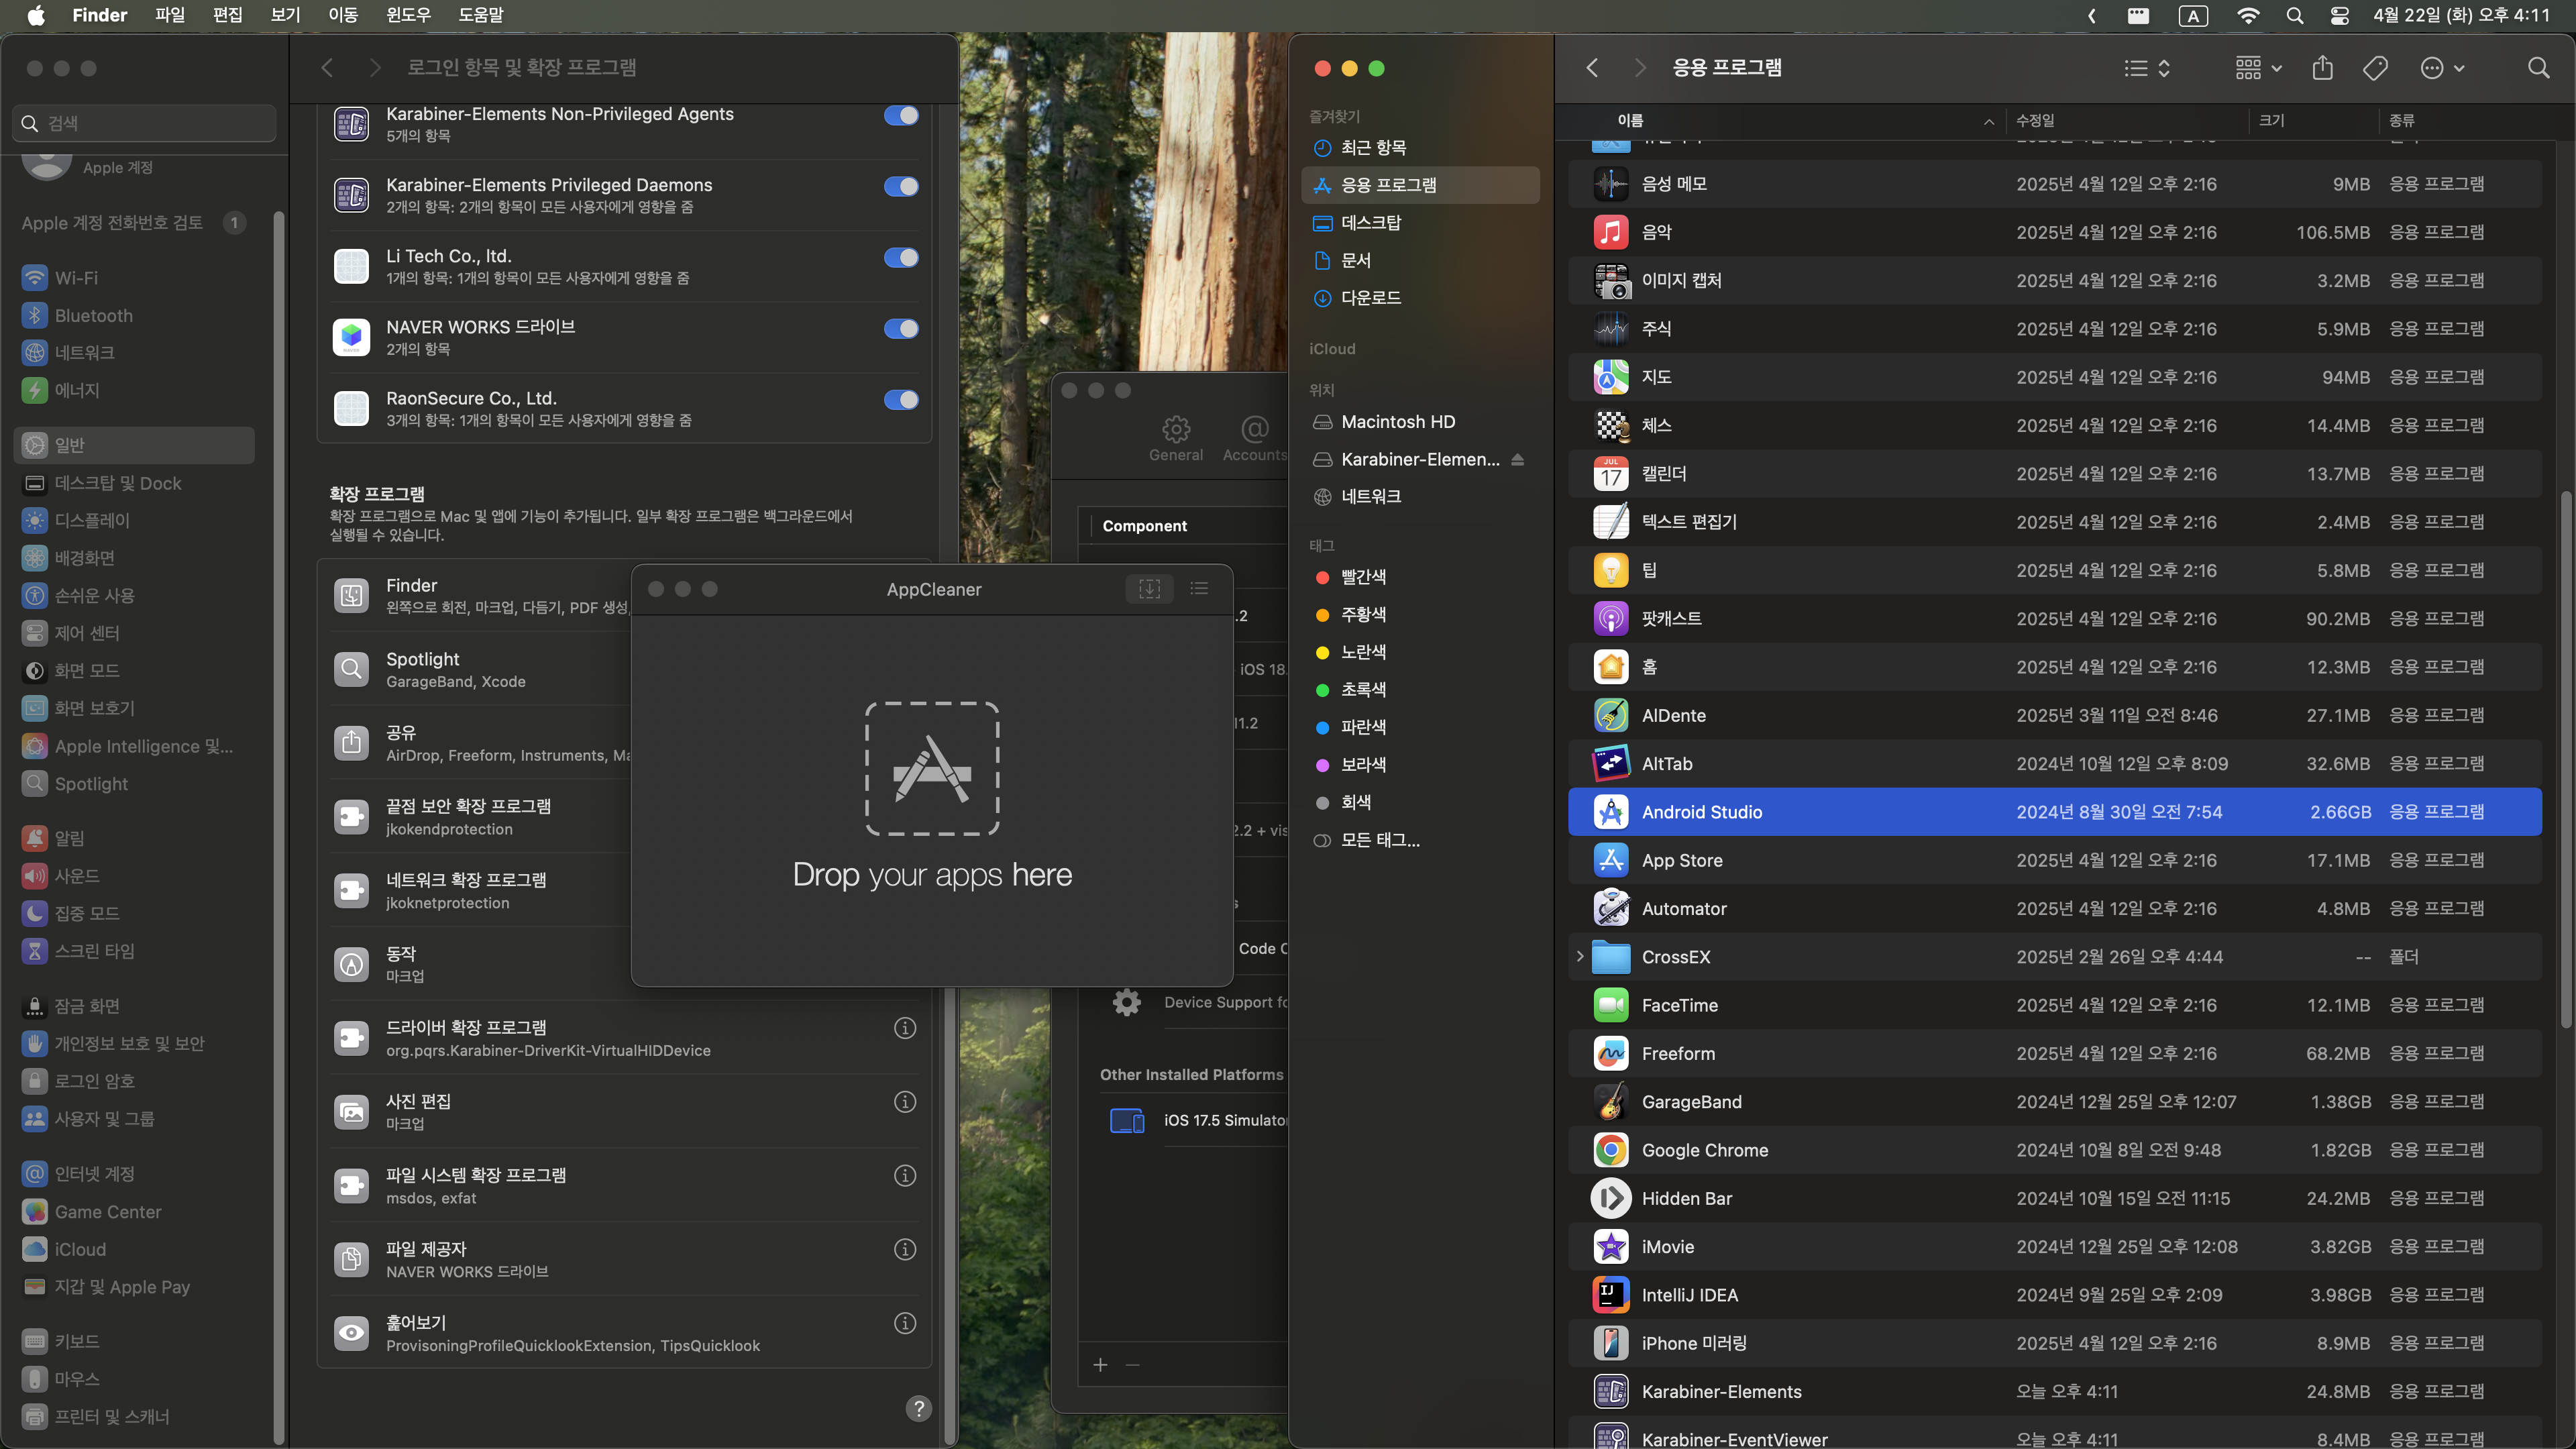 Finder 파일 편집 보기 이동 윈도우 도움말
A 4월 22일 (화) 오후 4:11
검색
Apple 계정
Apple 계정 전화번호 검토 1
Wi-Fi
Bluetooth
네트워크
에너지
일반
데스크탑 및 Dock
디스플레이
배경화면
손쉬운 사용
제어 센터
화면 모드
화면 보호기
Apple Intelligence 및...
Spotlight
알림
사운드
집중 모드
스크린 타임
잠금 화면
개인정보 보호 및 보안
로그인 암호
사용자 및 그룹
인터넷 계정
Game Center
iCloud
지갑 및 Apple Pay
키보드
마우스
프린터 및 스캐너
로그인 항목 및 확장 프로그램
Karabiner-Elements Non-Privileged Agents
5개의 항목
Karabiner-Elements Privileged Daemons
2개의 항목: 2개의 항목이 모든 사용자에게 영향을 줌
Li Tech Co., ltd.
1개의 항목: 1개의 항목이 모든 사용자에게 영향을 줌
NAVER WORKS 드라이브
2개의 항목
RaonSecure Co., Ltd.
3개의 항목: 1개의 항목이 모든 사용자에게 영향을 줌
확장 프로그램
확장 프로그램으로 Mac 및 앱에 기능이 추가됩니다. 일부 확장 프로그램은 백그라운드에서
실행될 수 있습니다.
Finder
왼쪽으로 회전, 마크업, 다듬기, PDF 생성,
Spotlight
GarageBand, Xcode
공유
AirDrop, Freeform, Instruments, Ma
끝점 보안 확장 프로그램
jkokendprotection
네트워크 확장 프로그램
jkoknetprotection
동작
마크업
드라이버 확장 프로그램
org.pqrs.Karabiner-DriverKit-VirtualHIDDevice
사진 편집
마크업
파일 시스템 확장 프로그램
msdos, exfat
파일 제공자
NAVER WORKS 드라이브
훑어보기
ProvisoningProfileQuicklookExtension, TipsQuicklook
?
AppCleaner
Drop your apps here
General Accounts
Component
.2
iOS 18.
11.2
2.2 + vis
s
Code C
Device Support fo
Other Installed Platforms
iOS 17.5 Simulator
즐겨찾기
최근 항목
응용 프로그램
데스크탑
문서
다운로드
iCloud
위치
Macintosh HD
Karabiner-Elemen...
네트워크
태그
빨간색
주황색
노란색
초록색
파란색
보라색
회색
모든 태그...
응용 프로그램
이름 수정일 크기 종류
음성 메모 2025년 4월 12일 오후 2:16 9MB 응용 프로그램
음악 2025년 4월 12일 오후 2:16 106.5MB 응용 프로그램
이미지 캡처 2025년 4월 12일 오후 2:16 3.2MB 응용 프로그램
주식 2025년 4월 12일 오후 2:16 5.9MB 응용 프로그램
지도 2025년 4월 12일 오후 2:16 94MB 응용 프로그램
체스 2025년 4월 12일 오후 2:16 14.4MB 응용 프로그램
JUL 17 캘린더 2025년 4월 12일 오후 2:16 13.7MB 응용 프로그램
텍스트 편집기 2025년 4월 12일 오후 2:16 2.4MB 응용 프로그램
팁 2025년 4월 12일 오후 2:16 5.8MB 응용 프로그램
팟캐스트 2025년 4월 12일 오후 2:16 90.2MB 응용 프로그램
홈 2025년 4월 12일 오후 2:16 12.3MB 응용 프로그램
AlDente 2025년 3월 11일 오전 8:46 27.1MB 응용 프로그램
AltTab 2024년 10월 12일 오후 8:09 32.6MB 응용 프로그램
Android Studio 2024년 8월 30일 오전 7:54 2.66GB 응용 프로그램
App Store 2025년 4월 12일 오후 2:16 17.1MB 응용 프로그램
Automator 2025년 4월 12일 오후 2:16 4.8MB 응용 프로그램
CrossEX 2025년 2월 26일 오후 4:44 -- 폴더
FaceTime 2025년 4월 12일 오후 2:16 12.1MB 응용 프로그램
Freeform 2025년 4월 12일 오후 2:16 68.2MB 응용 프로그램
GarageBand 2024년 12월 25일 오후 12:07 1.38GB 응용 프로그램
Google Chrome 2024년 10월 8일 오전 9:48 1.82GB 응용 프로그램
Hidden Bar 2024년 10월 15일 오전 11:15 24.2MB 응용 프로그램
iMovie 2024년 12월 25일 오후 12:08 3.82GB 응용 프로그램
IJ IntelliJ IDEA 2024년 9월 25일 오후 2:09 3.98GB 응용 프로그램
iPhone 미러링 2025년 4월 12일 오후 2:16 8.9MB 응용 프로그램
Karabiner-Elements 오늘 오후 4:11 24.8MB 응용 프로그램
Karabiner-EventViewer 오늘 오후 4:11 8.4MB 응용 프로그램